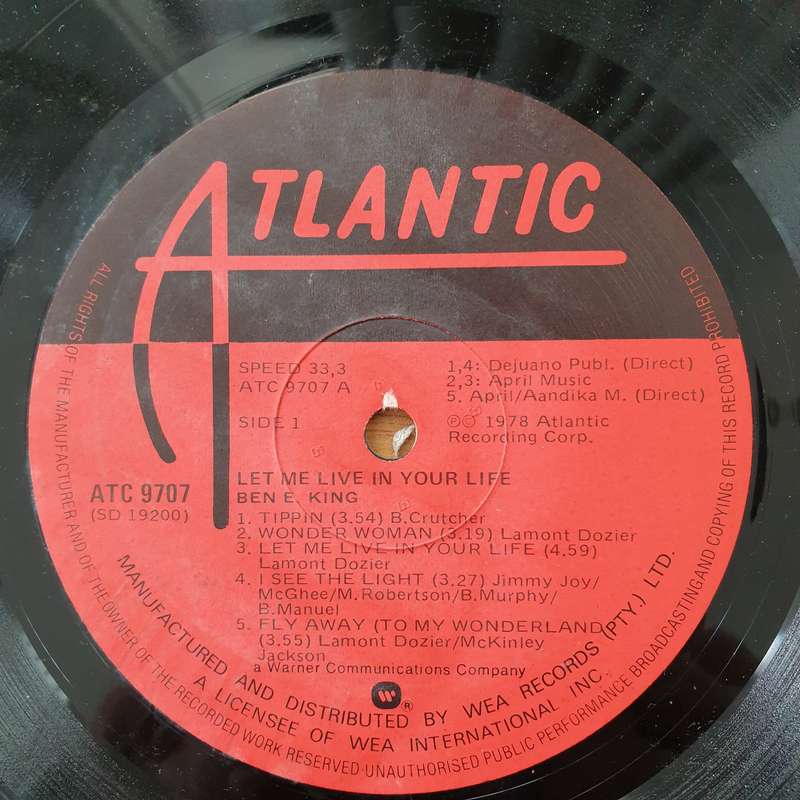 ATLANTIC
SPEED 33,3
ATC 9707 A
SIDE 1
1,4: Dejuano Publ. (Direct)
2,3: April Music
5. April/Aandika M. (Direct)
℗© 1978 Atlantic
Recording Corp.
ATC 9707
(SD 19200)
LET ME LIVE IN YOUR LIFE
BEN E. KING
1. TIPPIN (3.54) B.Crutcher
2. WONDER WOMAN (3.19) Lamont Dozier
3. LET ME LIVE IN YOUR LIFE (4.59)
Lamont Dozier
4. I SEE THE LIGHT (3.27) Jimmy Joy/
McGhee/M.Robertson/B.Murphy/
B.Manuel
5. FLY AWAY (TO MY WONDERLAND)
(3.55) Lamont Dozier/McKinley
Jackson
a Warner Communications Company
®
MANUFACTURED AND DISTRIBUTED BY WEA RECORDS (PTY.) LTD.
A LICENSEE OF WEA INTERNATIONAL INC.
ALL RIGHTS OF THE MANUFACTURER AND OF THE OWNER OF THE RECORDED WORK RESERVED·UNAUTHORISED PUBLIC PERFORMANCE BROADCASTING AND COPYING OF THIS RECORD PROHIBITED